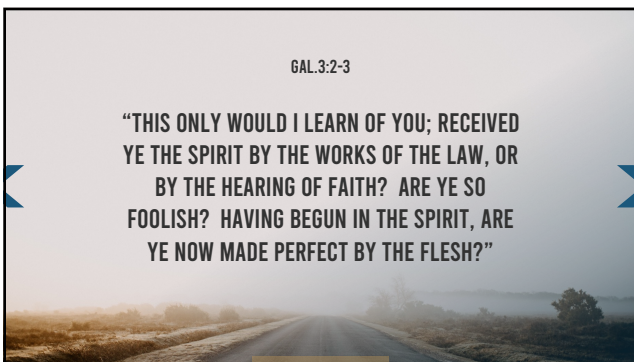 GAL.3:2-3
“THIS ONLY WOULD I LEARN OF YOU; RECEIVED
YE THE SPIRIT BY THE WORKS OF THE LAW, OR
BY THE HEARING OF FAITH? ARE YE SO
FOOLISH? HAVING BEGUN IN THE SPIRIT, ARE
YE NOW MADE PERFECT BY THE FLESH?”